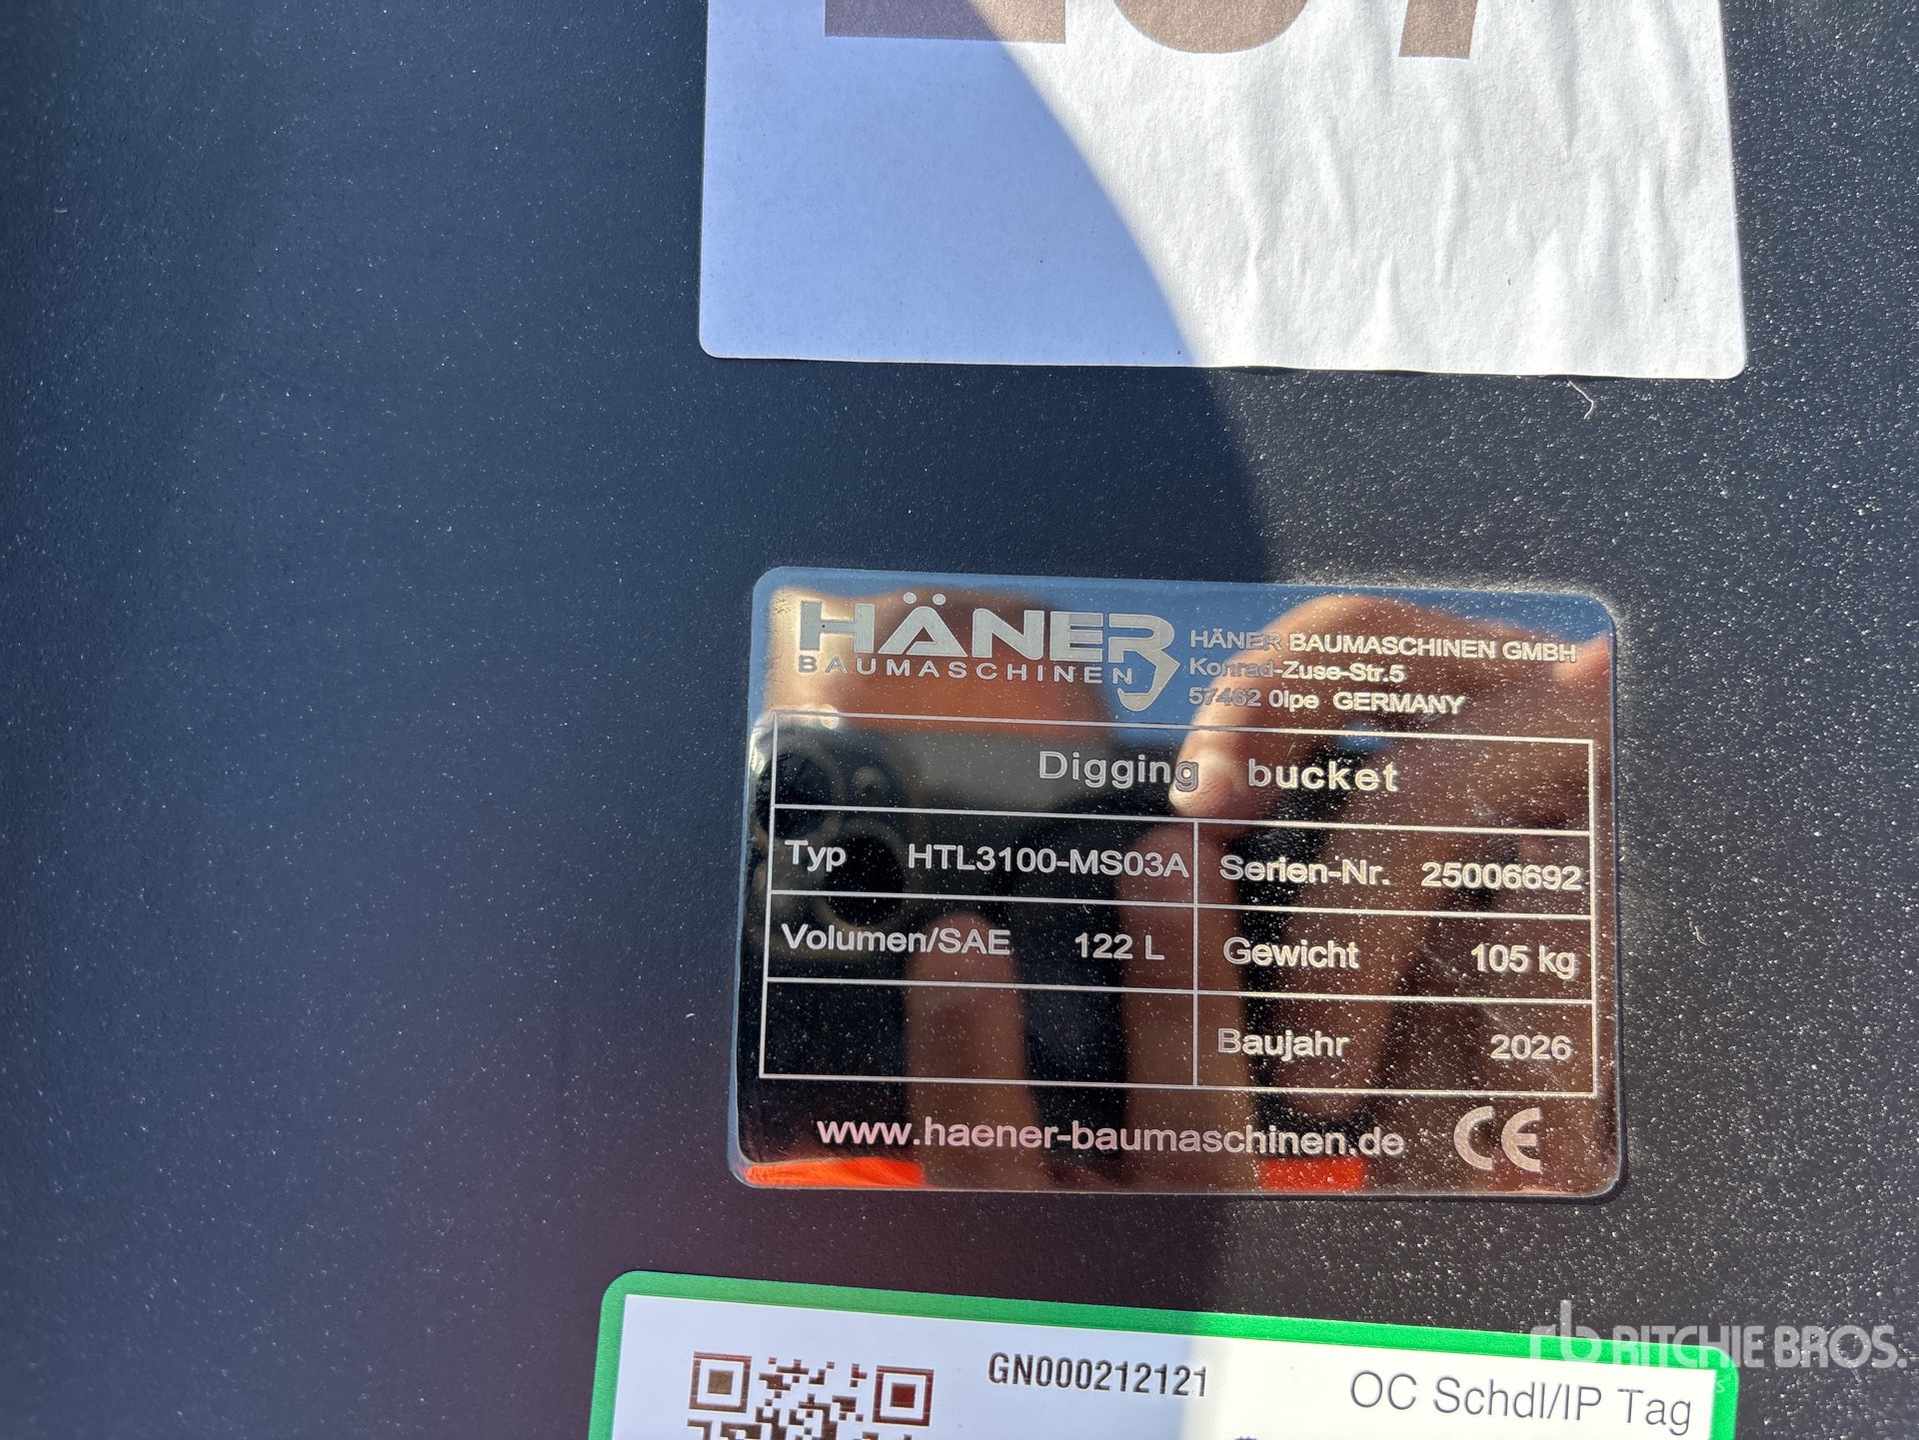 HÄNER
BAUMASCHINEN
HÄNER BAUMASCHINEN GMBH
Konrad-Zuse-Str.5
57462 Olpe GERMANY
Digging bucket
Typ HTL3100-MS03A Serien-Nr. 25006692
Volumen/SAE 122 L Gewicht 105 kg
Baujahr 2026
www.haener-baumaschinen.de CE
GN000212121
OC Schdl/IP Tag
rb RITCHIE BROS.